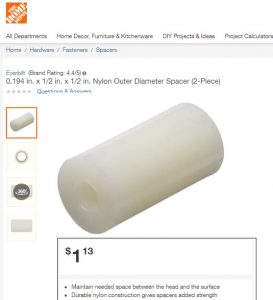 THE HOME DEPOT
All Departments Home Decor, Furniture & Kitchenware DIY Projects & Ideas Project Calculators
Home / Hardware / Fasteners / Spacers
Everbilt (Brand Rating: 4.4/5)
0.194 in. x 1/2 in. x 1/2 in. Nylon Outer Diameter Spacer (2-Piece)
Questions & Answers
360°
$1 13
• Maintain needed space between the head and the surface
• Durable nylon construction gives spacers added strength